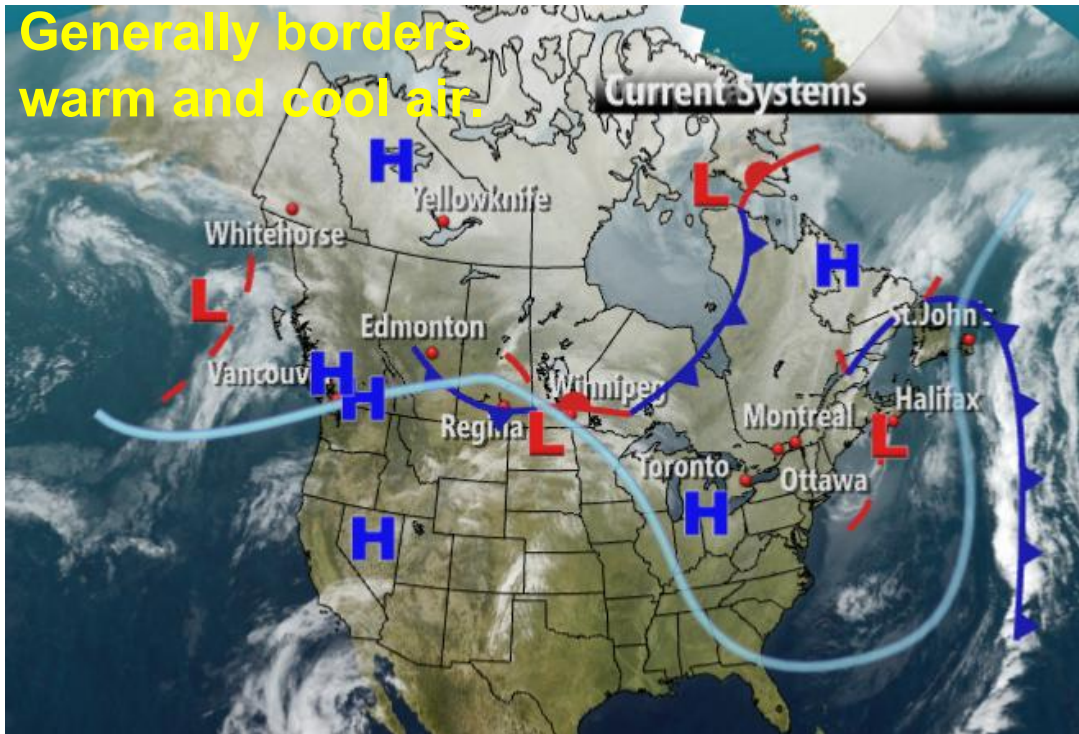 Generally borders
warm and cool air.
Current Systems
H
Yellowknife
L
Whitehorse
H
L
St.John's
Edmonton
Vancouv
H
H
Winnipeg
Halifax
Regina
L
Montreal
L
Toronto
Ottawa
H
H